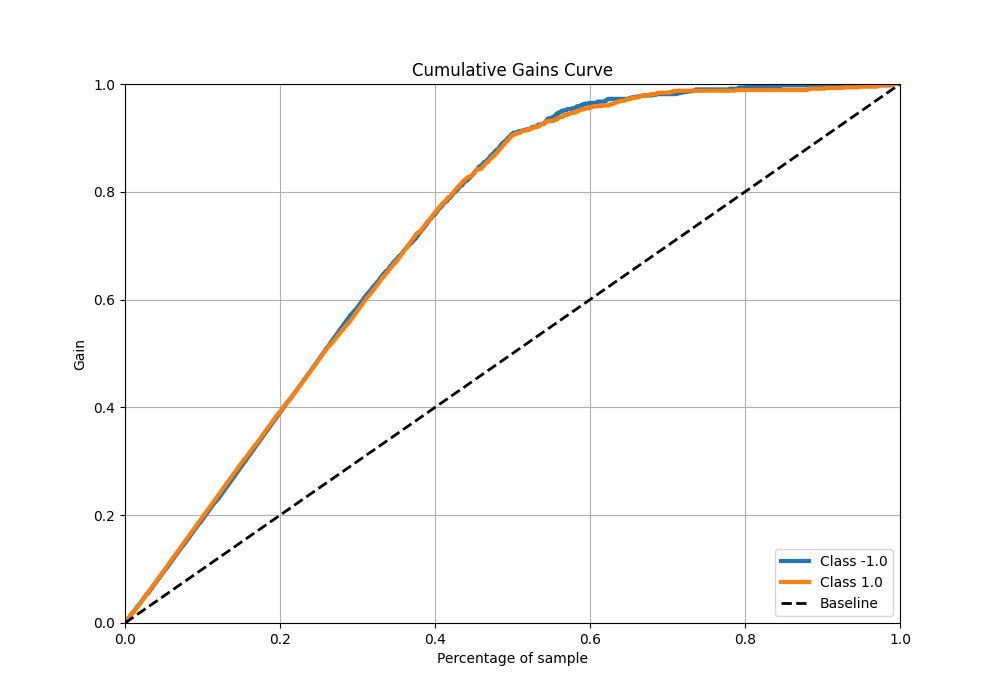 Cumulative Gains Curve
1.0
0.8
0.6
0.4
0.2
0.0
Gain
0.0 0.2 0.4 0.6 0.8 1.0
Percentage of sample
Class -1.0
Class 1.0
Baseline